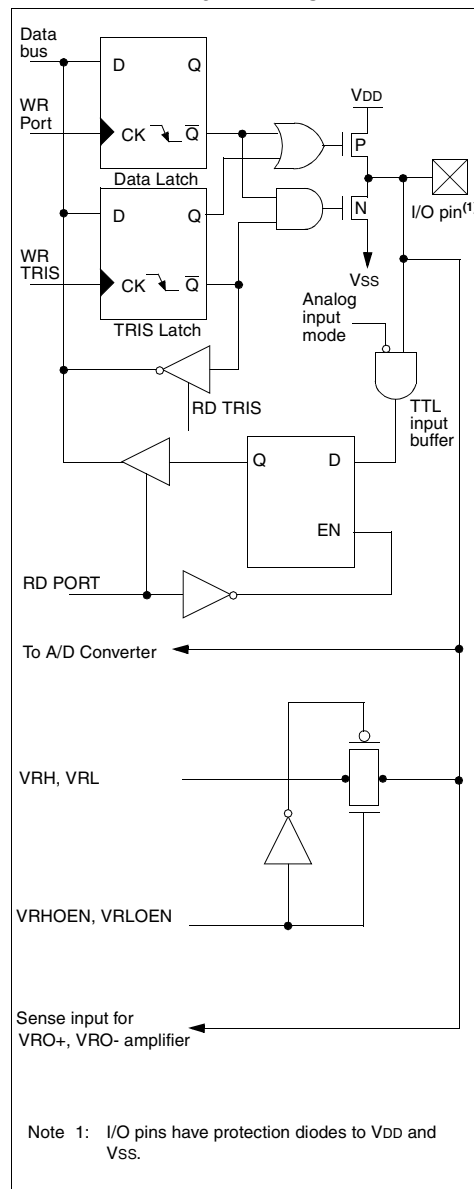 Data
bus
D Q
WR
Port
CK Q
VDD
P
Data Latch
I/O pin(1)
N
D Q
WR
TRIS
CK Q
VSS
TRIS Latch
Analog
input
mode
RD TRIS
TTL
input
buffer
Q D
EN
RD PORT
To A/D Converter
VRH, VRL
VRHOEN, VRLOEN
Sense input for
VRO+, VRO- amplifier
Note 1: I/O pins have protection diodes to VDD and
VSS.